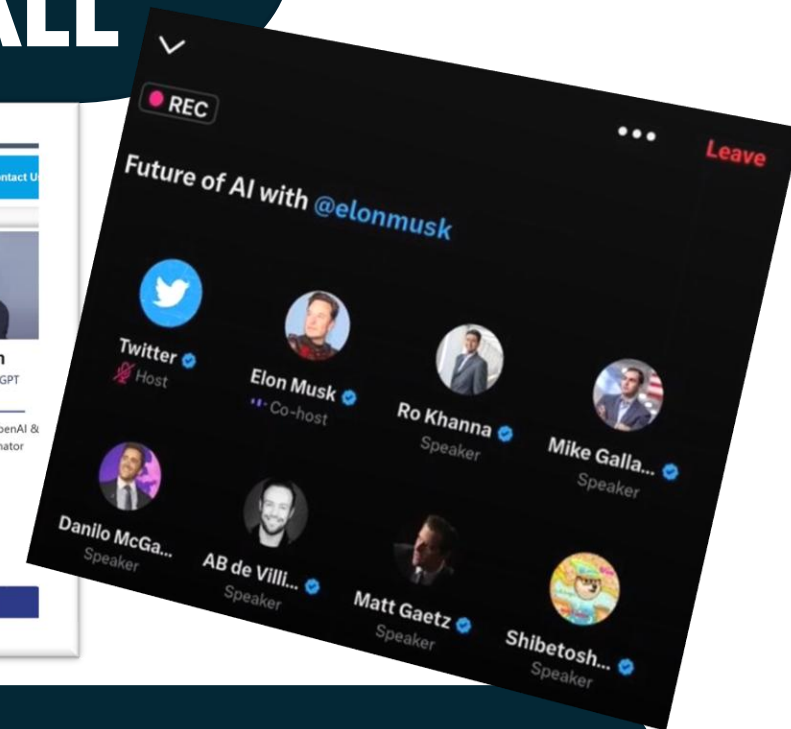 ALL
ontact U
GPT
penAI &
nator
REC
Leave
Future of AI with @elonmusk
Twitter
Host
Elon Musk
Co-host
Ro Khanna
Speaker
Mike Galla...
Speaker
Danilo McGa...
Speaker
AB de Villi...
Speaker
Matt Gaetz
Speaker
Shibetosh...
Speaker